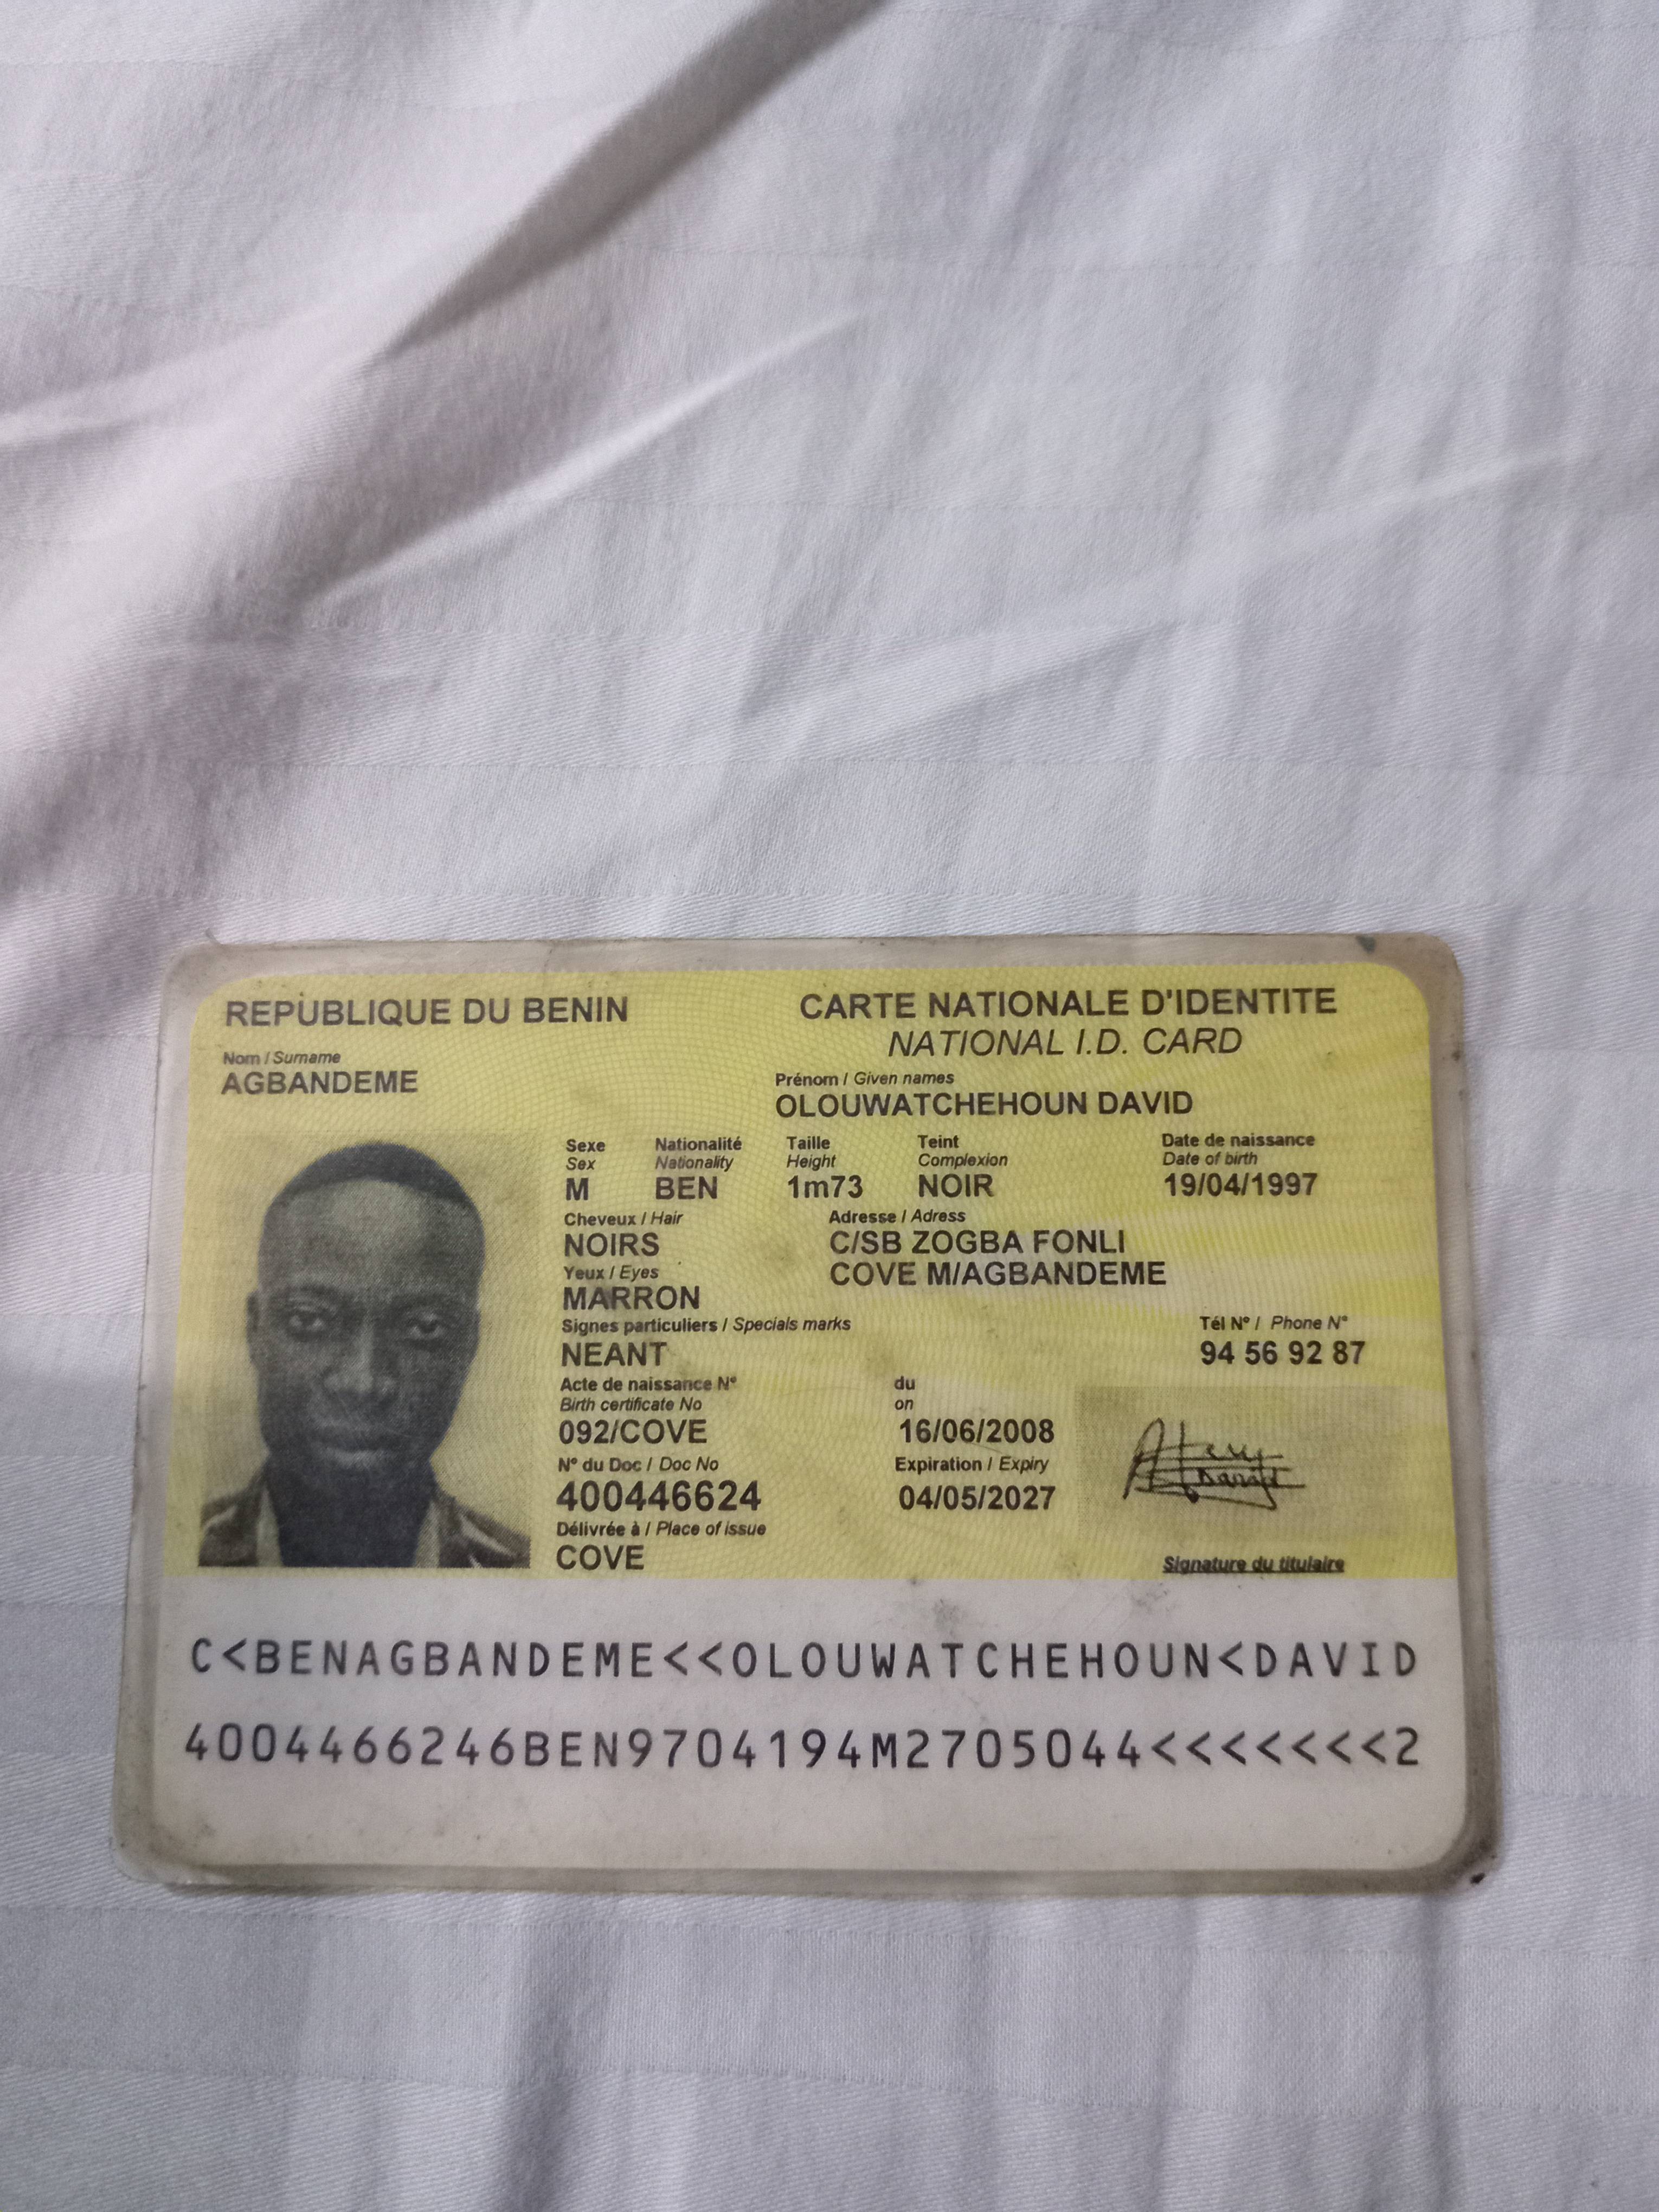 REPUBLIQUE DU BENIN
CARTE NATIONALE D'IDENTITE
NATIONAL I.D. CARD
Nom / Surname
AGBANDEME
Prénom / Given names
OLOUWATCHEHOUN DAVID
Sexe Nationalité Taille Teint Date de naissance
Sex Nationality Height Complexion Date of birth
M BEN 1m73 NOIR 19/04/1997
Cheveux / Hair Adresse / Adress
NOIRS C/SB ZOGBA FONLI
Yeux / Eyes COVE M/AGBANDEME
MARRON
Signes particuliers / Specials marks Tél N° / Phone N°
NEANT 94 56 92 87
Acte de naissance N° du
Birth certificate No on
092/COVE 16/06/2008
N° du Doc / Doc No Expiration / Expiry
400446624 04/05/2027
Délivrée à / Place of issue
COVE Signature du titulaire
C<BENAGBANDEME<<OLOUWATCHEHOUN<DAVID
4004466246BEN9704194M2705044<<<<<<<2